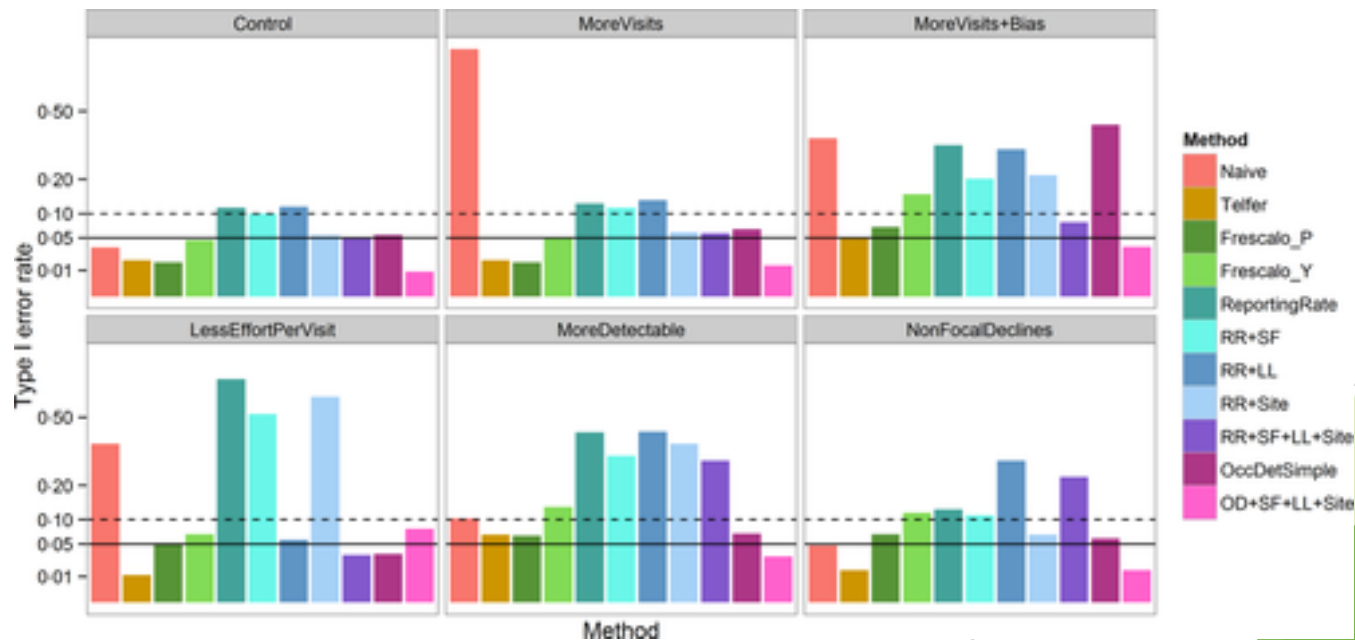 Control
MoreVisits
MoreVisits+Bias
0·50
0·20
0·10
0·05
0·01
Type I error rate
LessEffortPerVisit
MoreDetectable
NonFocalDeclines
0·50
0·20
0·10
0·05
0·01
Method
Method
Naive
Telfer
Frescalo_P
Frescalo_Y
ReportingRate
RR+SF
RR+LL
RR+Site
RR+SF+LL+Site
OccDetSimple
OD+SF+LL+Site